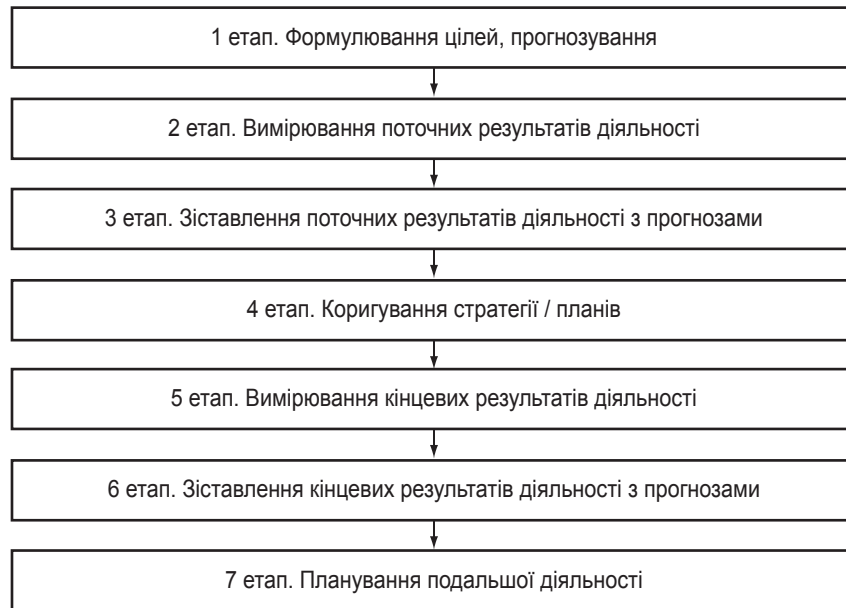 1 етап. Формулювання цілей, прогнозування
2 етап. Вимірювання поточних результатів діяльності
3 етап. Зіставлення поточних результатів діяльності з прогнозами
4 етап. Коригування стратегії / планів
5 етап. Вимірювання кінцевих результатів діяльності
6 етап. Зіставлення кінцевих результатів діяльності з прогнозами
7 етап. Планування подальшої діяльності